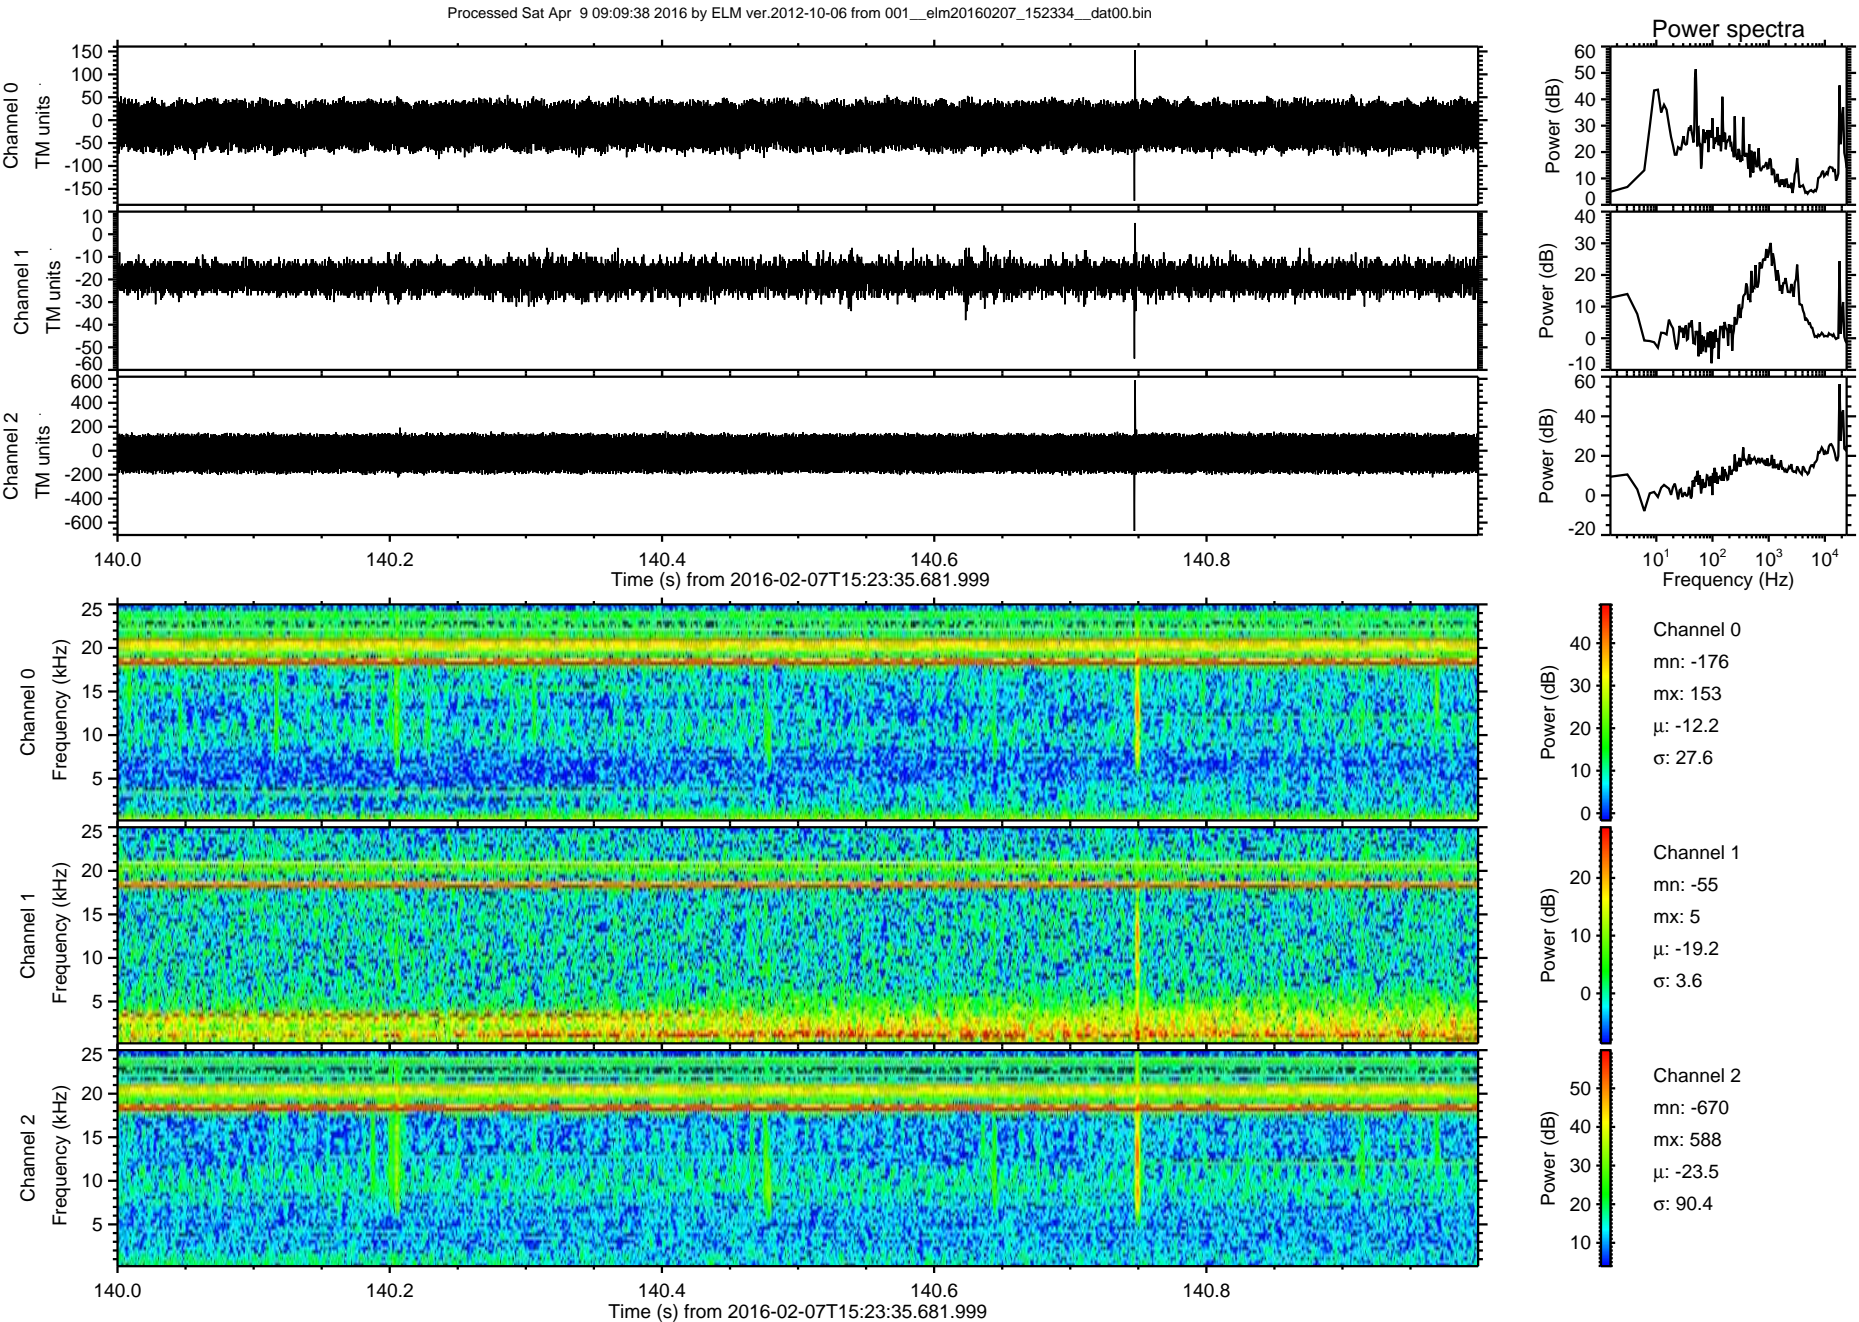 Processed Sat Apr  9 09:09:38 2016 by ELM ver.2012-10-06 from 001__elm20160207_152334__dat00.bin
Power spectra
Channel 0
TM units
150
100
50
0
-50
-100
-150
Power (dB)
60
50
40
30
20
10
0
Channel 1
TM units
10
0
-10
-20
-30
-40
-50
-60
Power (dB)
40
30
20
10
0
-10
Channel 2
TM units
600
400
200
0
-200
-400
-600
Power (dB)
60
40
20
0
-20
140.0 140.2 140.4 140.6 140.8
Time (s) from 2016-02-07T15:23:35.681.999
10¹ 10² 10³ 10⁴
Frequency (Hz)
Channel 0
Frequency (kHz)
25
20
15
10
5
Power (dB)
40
30
20
10
0
Channel 0
mn: -176
mx: 153
μ: -12.2
σ: 27.6
Channel 1
Frequency (kHz)
25
20
15
10
5
Power (dB)
20
10
0
Channel 1
mn: -55
mx: 5
μ: -19.2
σ: 3.6
Channel 2
Frequency (kHz)
25
20
15
10
5
Power (dB)
50
40
30
20
10
Channel 2
mn: -670
mx: 588
μ: -23.5
σ: 90.4
140.0 140.2 140.4 140.6 140.8
Time (s) from 2016-02-07T15:23:35.681.999